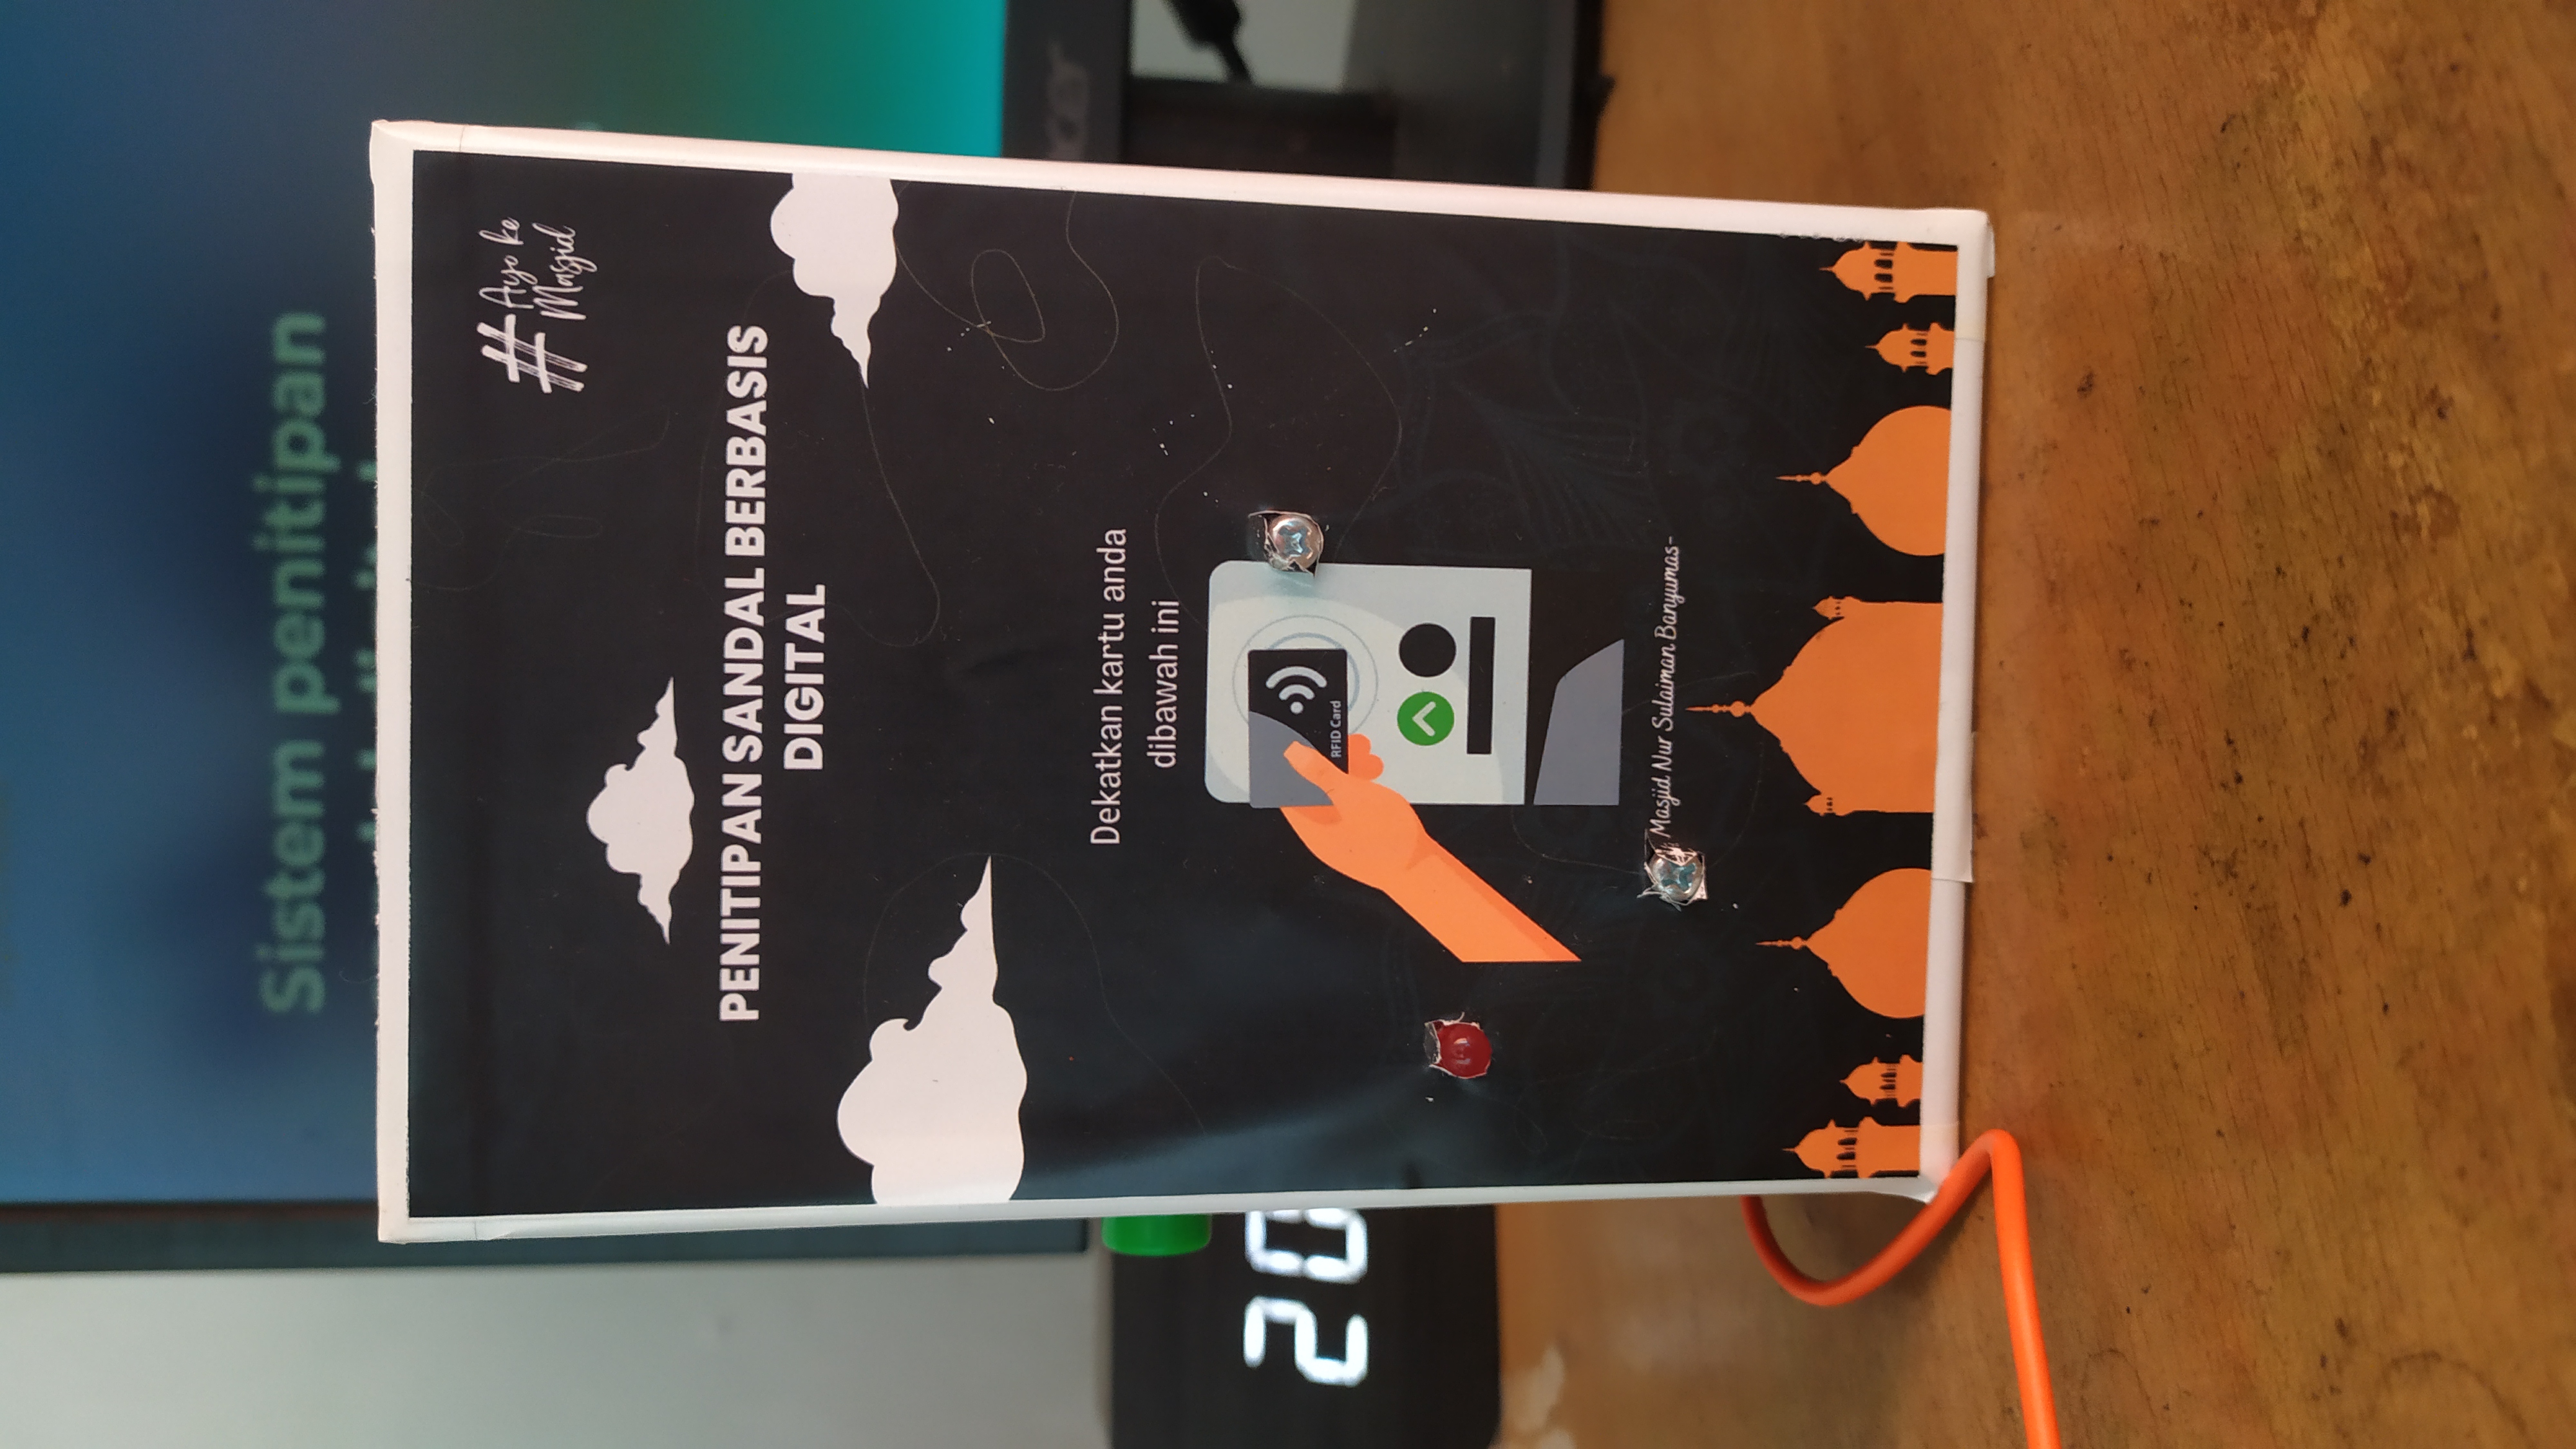 Sistem penitipan
# Ayo ke
Masjid
PENITIPAN SANDAL BERBASIS
DIGITAL
acer
Dekatkan kartu anda
dibawah ini
20
RFID Card
Masjid Nur Sulaiman Banyumas-